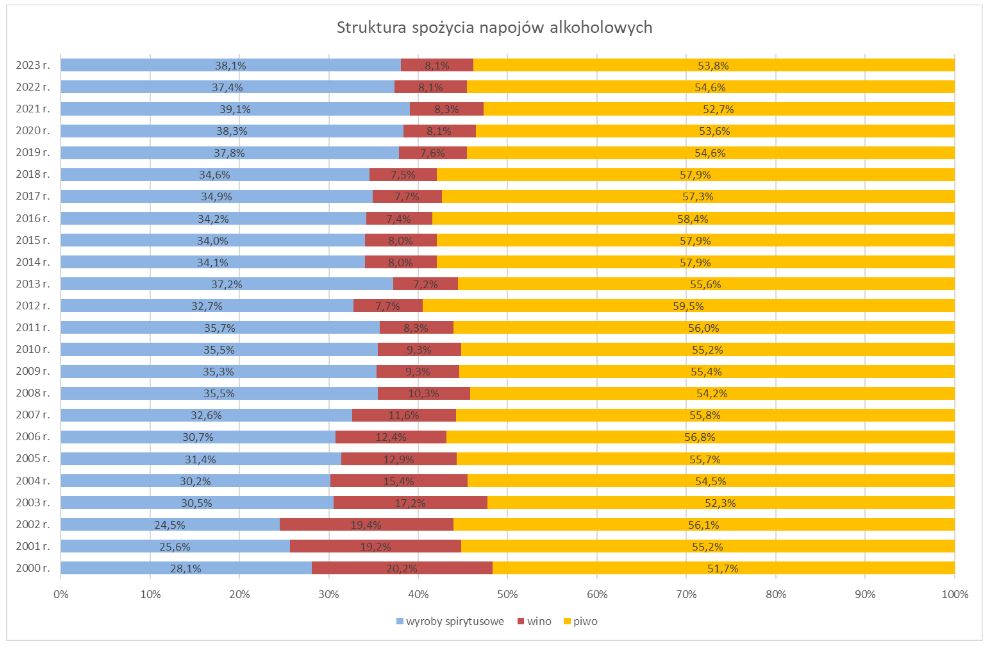 Struktura spożycia napojów alkoholowych
2023 r. 38,1% 8,1% 53,8%
2022 r. 37,4% 8,1% 54,6%
2021 r. 39,1% 8,3% 52,7%
2020 r. 38,3% 8,1% 53,6%
2019 r. 37,8% 7,6% 54,6%
2018 r. 34,6% 7,5% 57,9%
2017 r. 34,9% 7,7% 57,3%
2016 r. 34,2% 7,4% 58,4%
2015 r. 34,0% 8,0% 57,9%
2014 r. 34,1% 8,0% 57,9%
2013 r. 37,2% 7,2% 55,6%
2012 r. 32,7% 7,7% 59,5%
2011 r. 35,7% 8,3% 56,0%
2010 r. 35,5% 9,3% 55,2%
2009 r. 35,3% 9,3% 55,4%
2008 r. 35,5% 10,3% 54,2%
2007 r. 32,6% 11,6% 55,8%
2006 r. 30,7% 12,4% 56,8%
2005 r. 31,4% 12,9% 55,7%
2004 r. 30,2% 15,4% 54,5%
2003 r. 30,5% 17,2% 52,3%
2002 r. 24,5% 19,4% 56,1%
2001 r. 25,6% 19,2% 55,2%
2000 r. 28,1% 20,2% 51,7%
0% 10% 20% 30% 40% 50% 60% 70% 80% 90% 100%
wyroby spirytusowe wino piwo